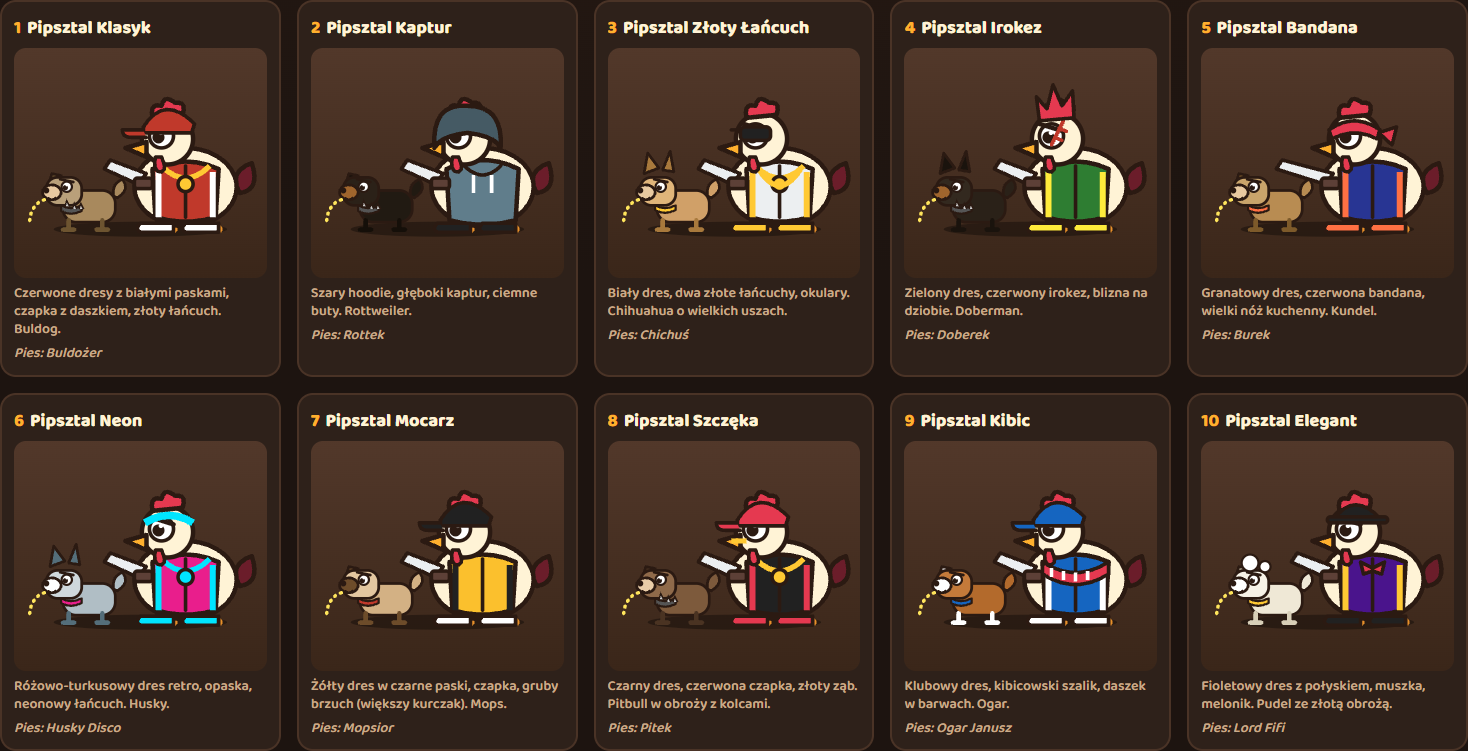 1 Pipsztal Klasyk
Czerwone dresy z białymi paskami,
czapka z daszkiem, złoty łańcuch.
Buldog.
Pies: Buldożer
2 Pipsztal Kaptur
Szary hoodie, głęboki kaptur, ciemne
buty. Rottweiler.
Pies: Rottek
3 Pipsztal Złoty Łańcuch
Biały dres, dwa złote łańcuchy, okulary.
Chihuahua o wielkich uszach.
Pies: Chichuś
4 Pipsztal Irokez
Zielony dres, czerwony irokez, blizna na
dziobie. Doberman.
Pies: Doberek
5 Pipsztal Bandana
Granatowy dres, czerwona bandana,
wielki nóż kuchenny. Kundel.
Pies: Burek
6 Pipsztal Neon
Różowo-turkusowy dres retro, opaska,
neonowy łańcuch. Husky.
Pies: Husky Disco
7 Pipsztal Mocarz
Żółty dres w czarne paski, czapka, gruby
brzuch (większy kurczak). Mops.
Pies: Mopsior
8 Pipsztal Szczęka
Czarny dres, czerwona czapka, złoty ząb.
Pitbull w obroży z kolcami.
Pies: Pitek
9 Pipsztal Kibic
Klubowy dres, kibicowski szalik, daszek
w barwach. Ogar.
Pies: Ogar Janusz
10 Pipsztal Elegant
Fioletowy dres z połyskiem, muszka,
melonik. Pudel ze złotą obrożą.
Pies: Lord Fifi